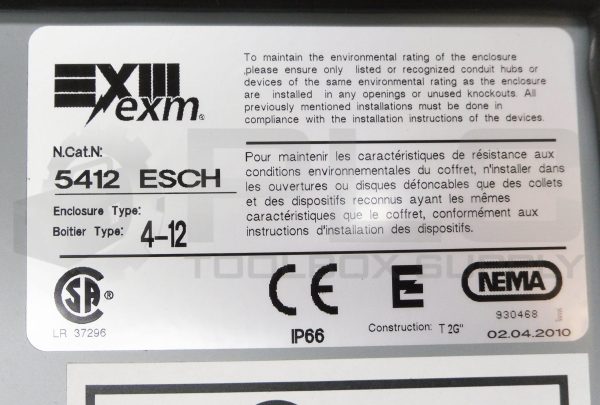 EXM
exm®
To maintain the environmental rating of the enclosure
,please ensure only listed or recognized conduit hubs or
devices of the same environmental rating as the enclosure
are installed in any openings or unused knockouts. All
previously mentioned installations must be done in
compliance with the installation instructions of the devices.
N.Cat.N:
5412 ESCH
Enclosure Type:
Boitier Type: 4-12
Pour maintenir les caractéristiques de résistance aux
conditions environnementales du coffret, n'installer dans
les ouvertures ou disques défoncables que des collets
et des dispositifs reconnus ayant les mêmes
caractéristiques que le coffret, conformément aux
instructions d'installation des dispositifs.
PLC
TOOLBOX SUPPLY
SA ®
LR 37296
CE
IP66
E
Construction: T 2G"
NEMA
930468
02.04.2010